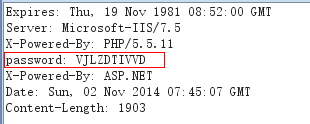 Expires: Thu, 19 Nov 1981 08:52:00 GMT
Server: Microsoft-IIS/7.5
X-Powered-By: PHP/5.5.11
password: VJLZDTIVVD
X-Powered-By: ASP.NET
Date: Sun, 02 Nov 2014 07:45:07 GMT
Content-Length: 1903